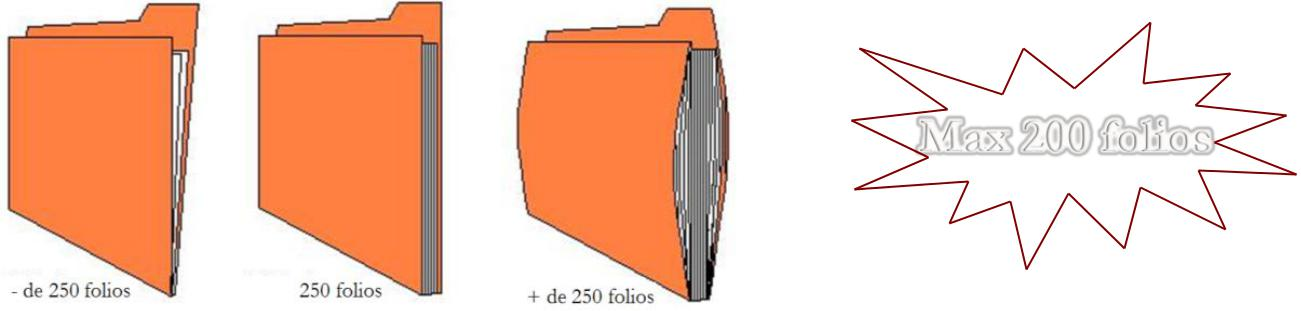 - de 250 folios
250 folios
+ de 250 folios
Max 200 folios